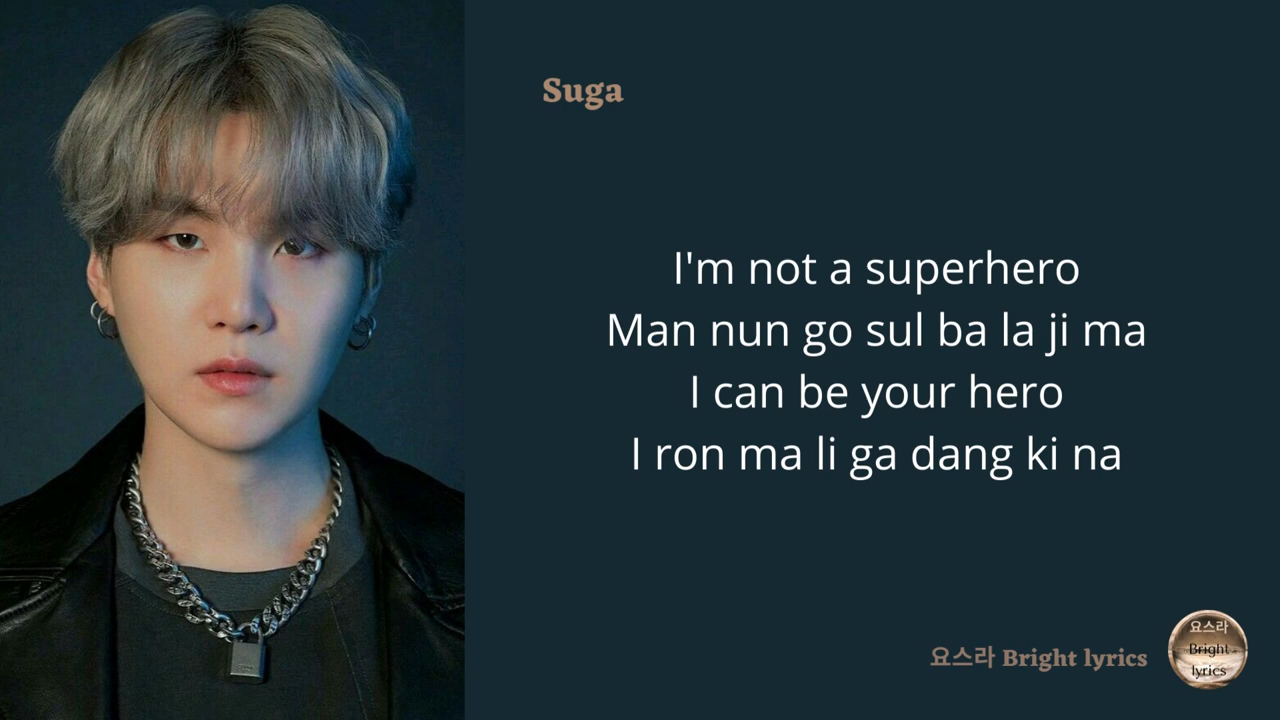 Suga
I'm not a superhero
Man nun go sul ba la ji ma
I can be your hero
I ron ma li ga dang ki na
요스라 Bright lyrics
요스라
Bright
lyrics